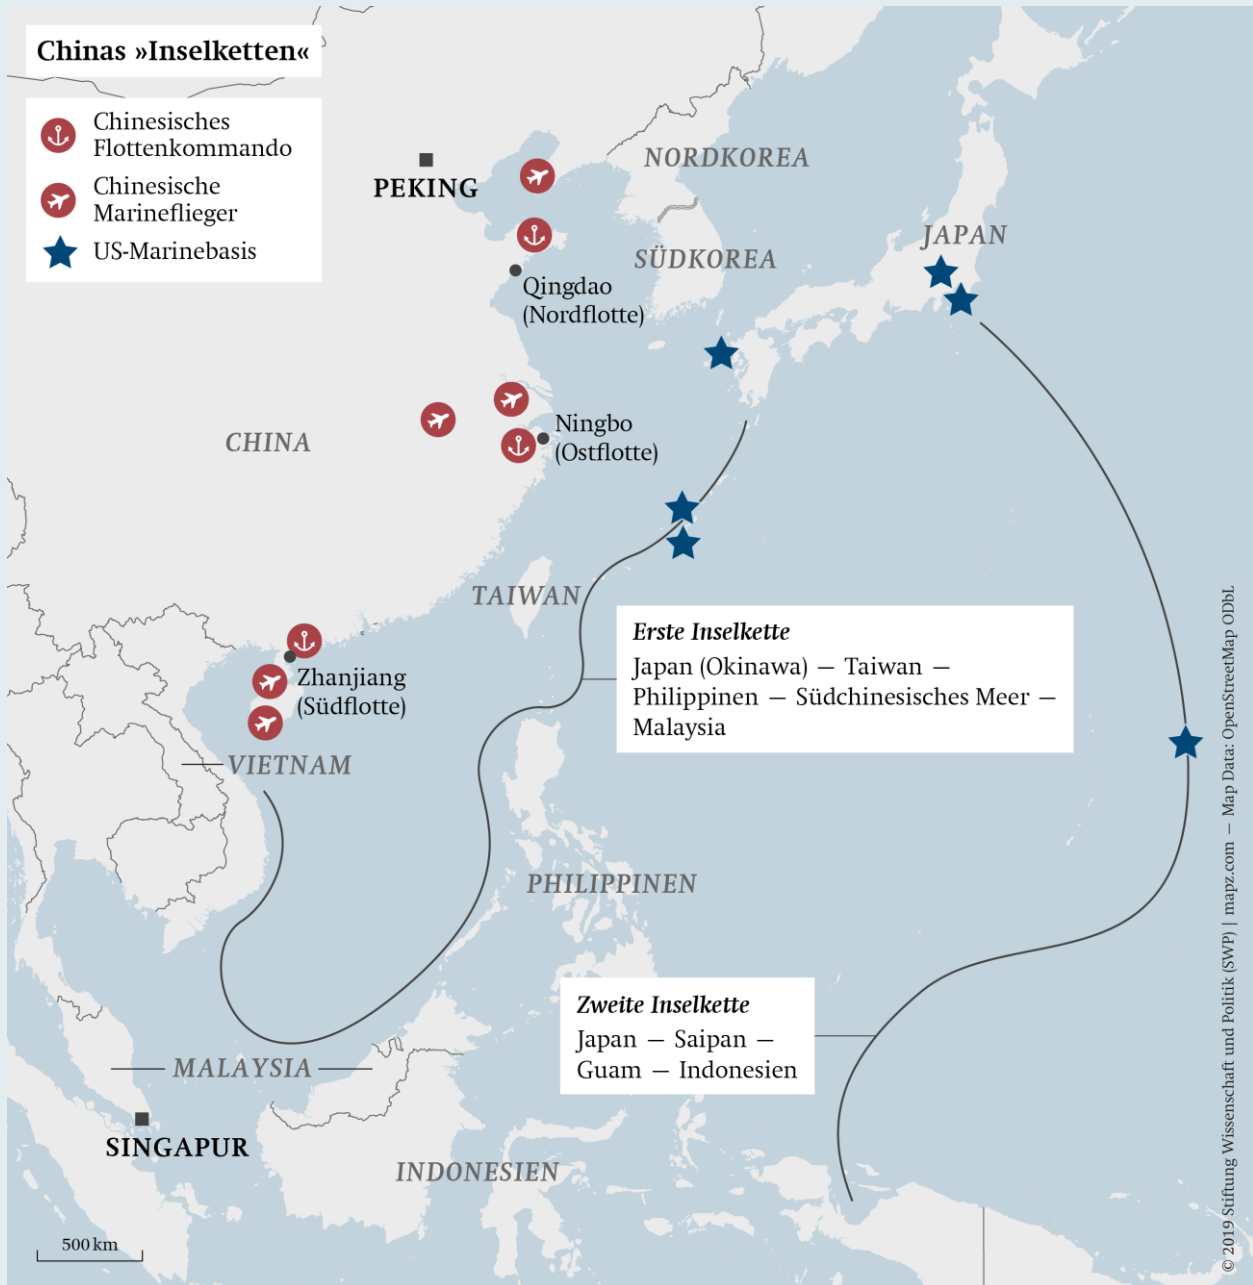 Chinas »Inselketten«
Chinesisches
Flottenkommando
Chinesische
Marineflieger
US-Marinebasis
PEKING
NORDKOREA
SÜDKOREA
JAPAN
Qingdao
(Nordflotte)
CHINA
Ningbo
(Ostflotte)
TAIWAN
Erste Inselkette
Japan (Okinawa) — Taiwan —
Philippinen — Südchinesisches Meer —
Malaysia
Zhanjiang
(Südflotte)
VIETNAM
PHILIPPINEN
Zweite Inselkette
Japan — Saipan —
Guam — Indonesien
MALAYSIA
SINGAPUR
INDONESIEN
500 km
© 2019 Stiftung Wissenschaft und Politik (SWP) | mapz.com — Map Data: OpenStreetMap ODbL